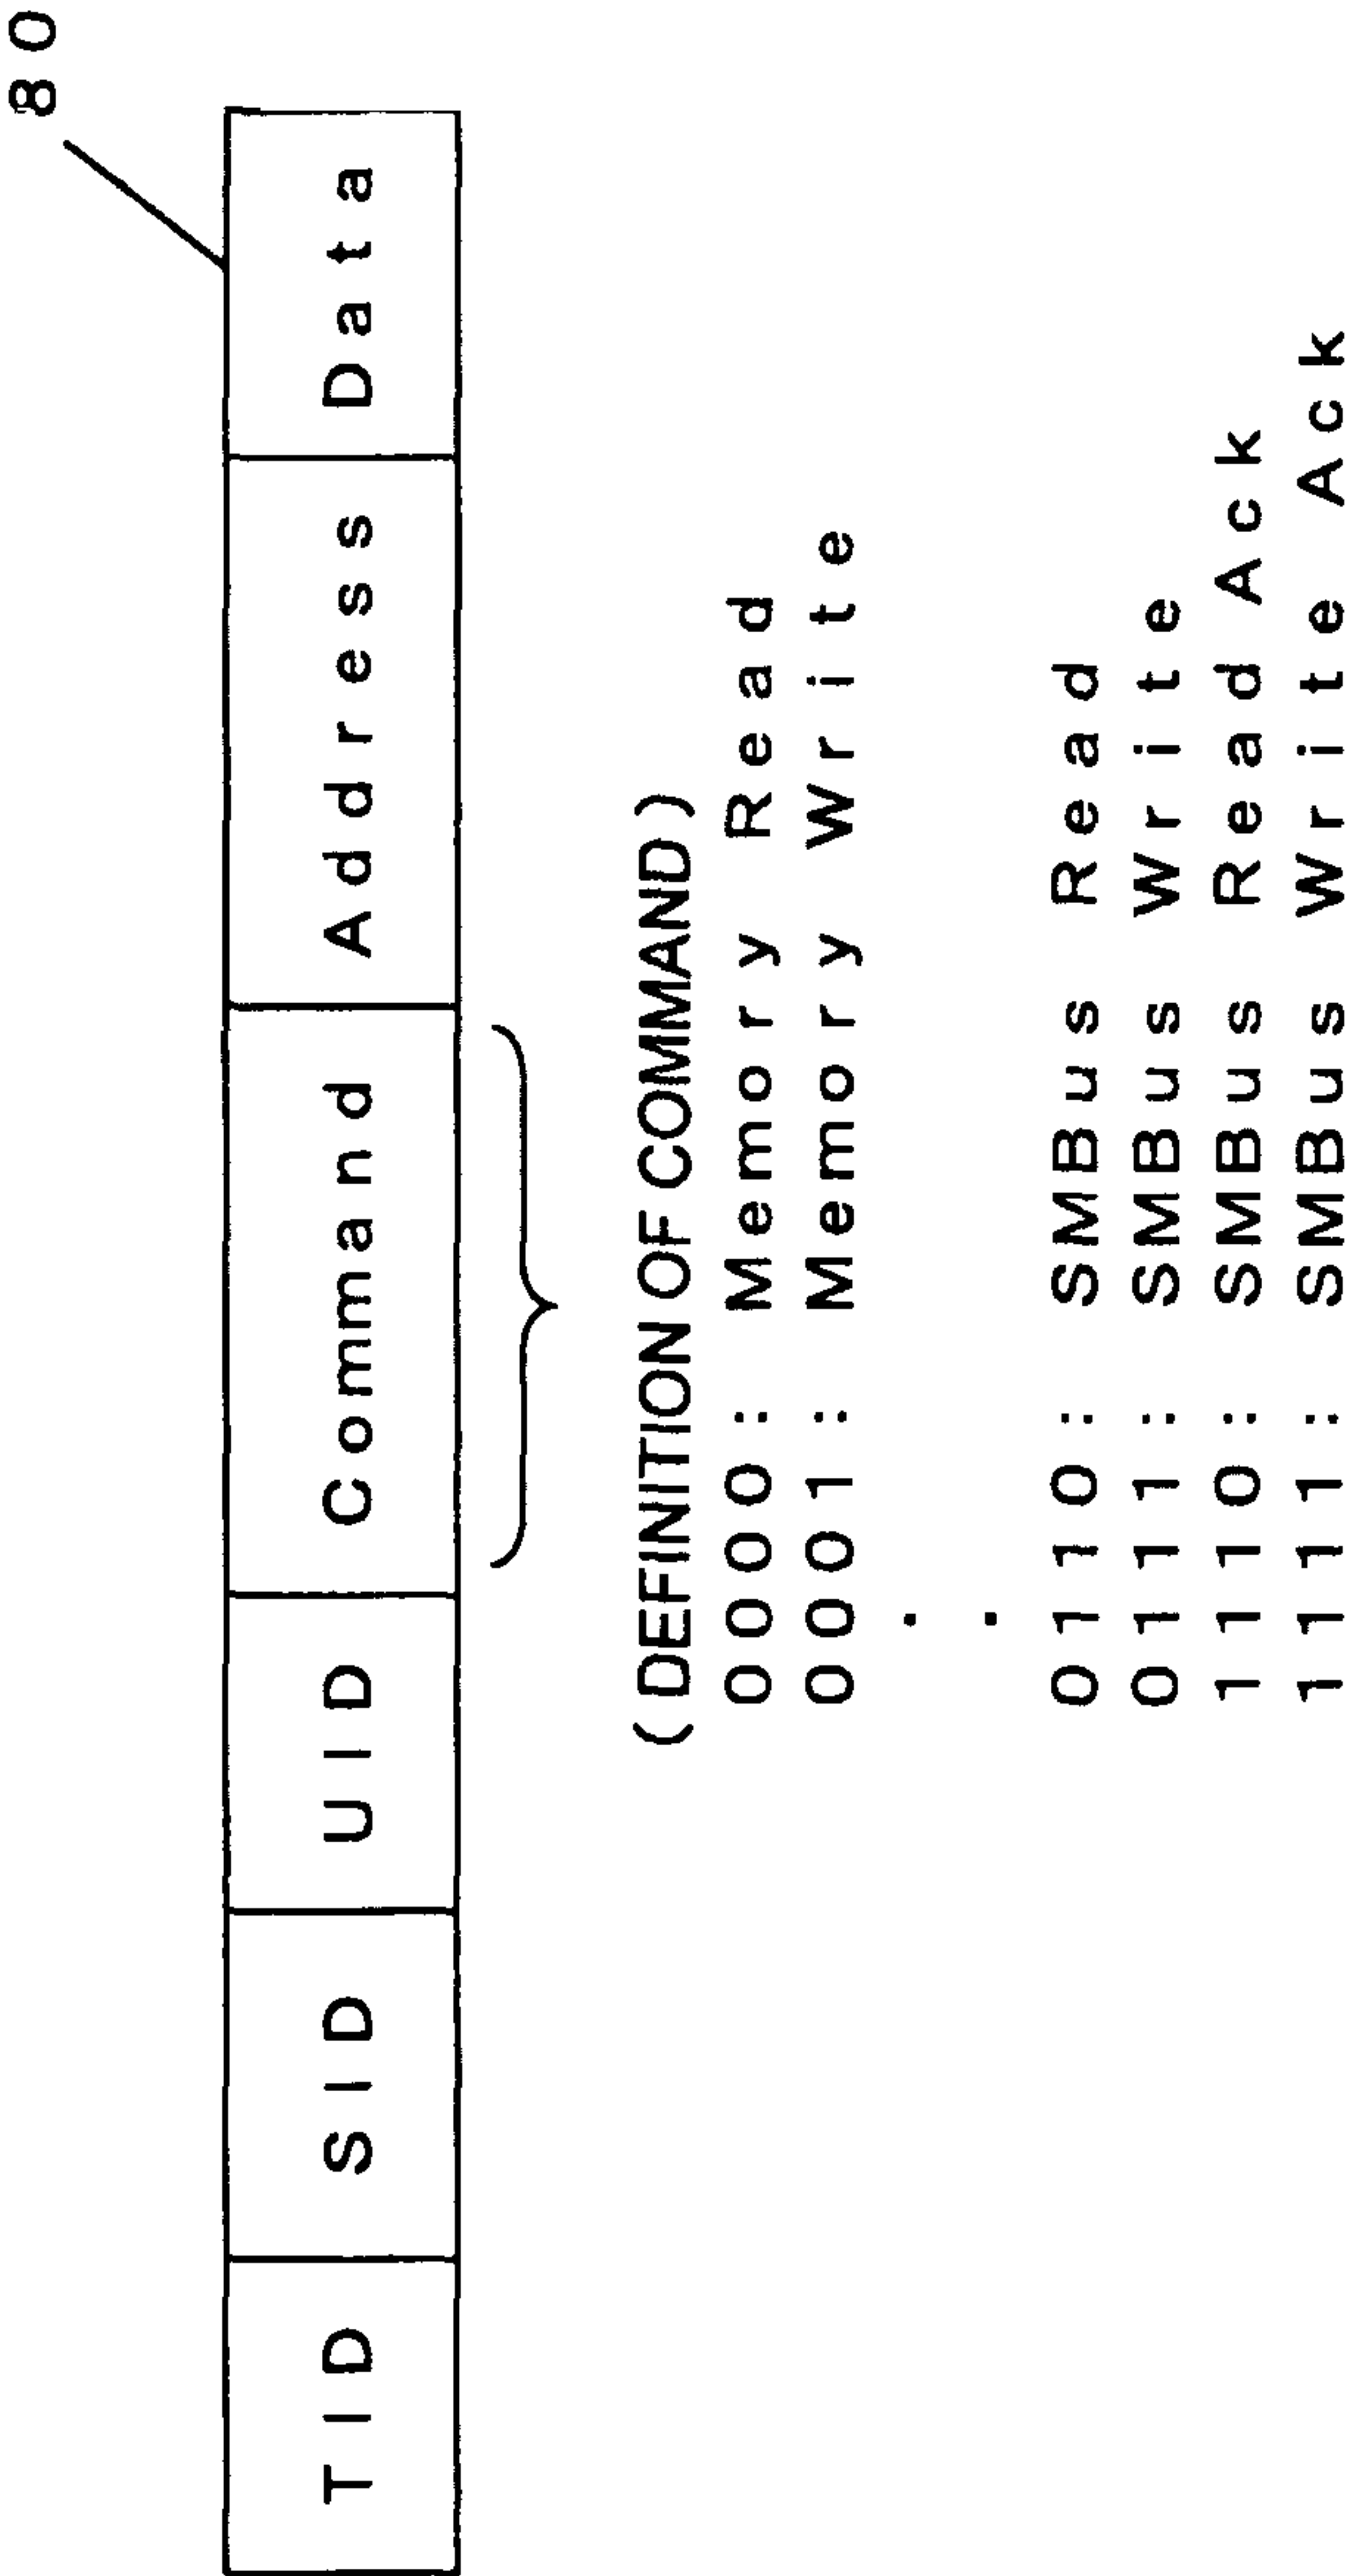 80
TID SID UID Command Address Data
(DEFINITION OF COMMAND)
0000: Memory Read
0001: Memory Write
.
.
0110: SMBus Read
0111: SMBus Write
1110: SMBus Read Ack
1111: SMBus Write Ack